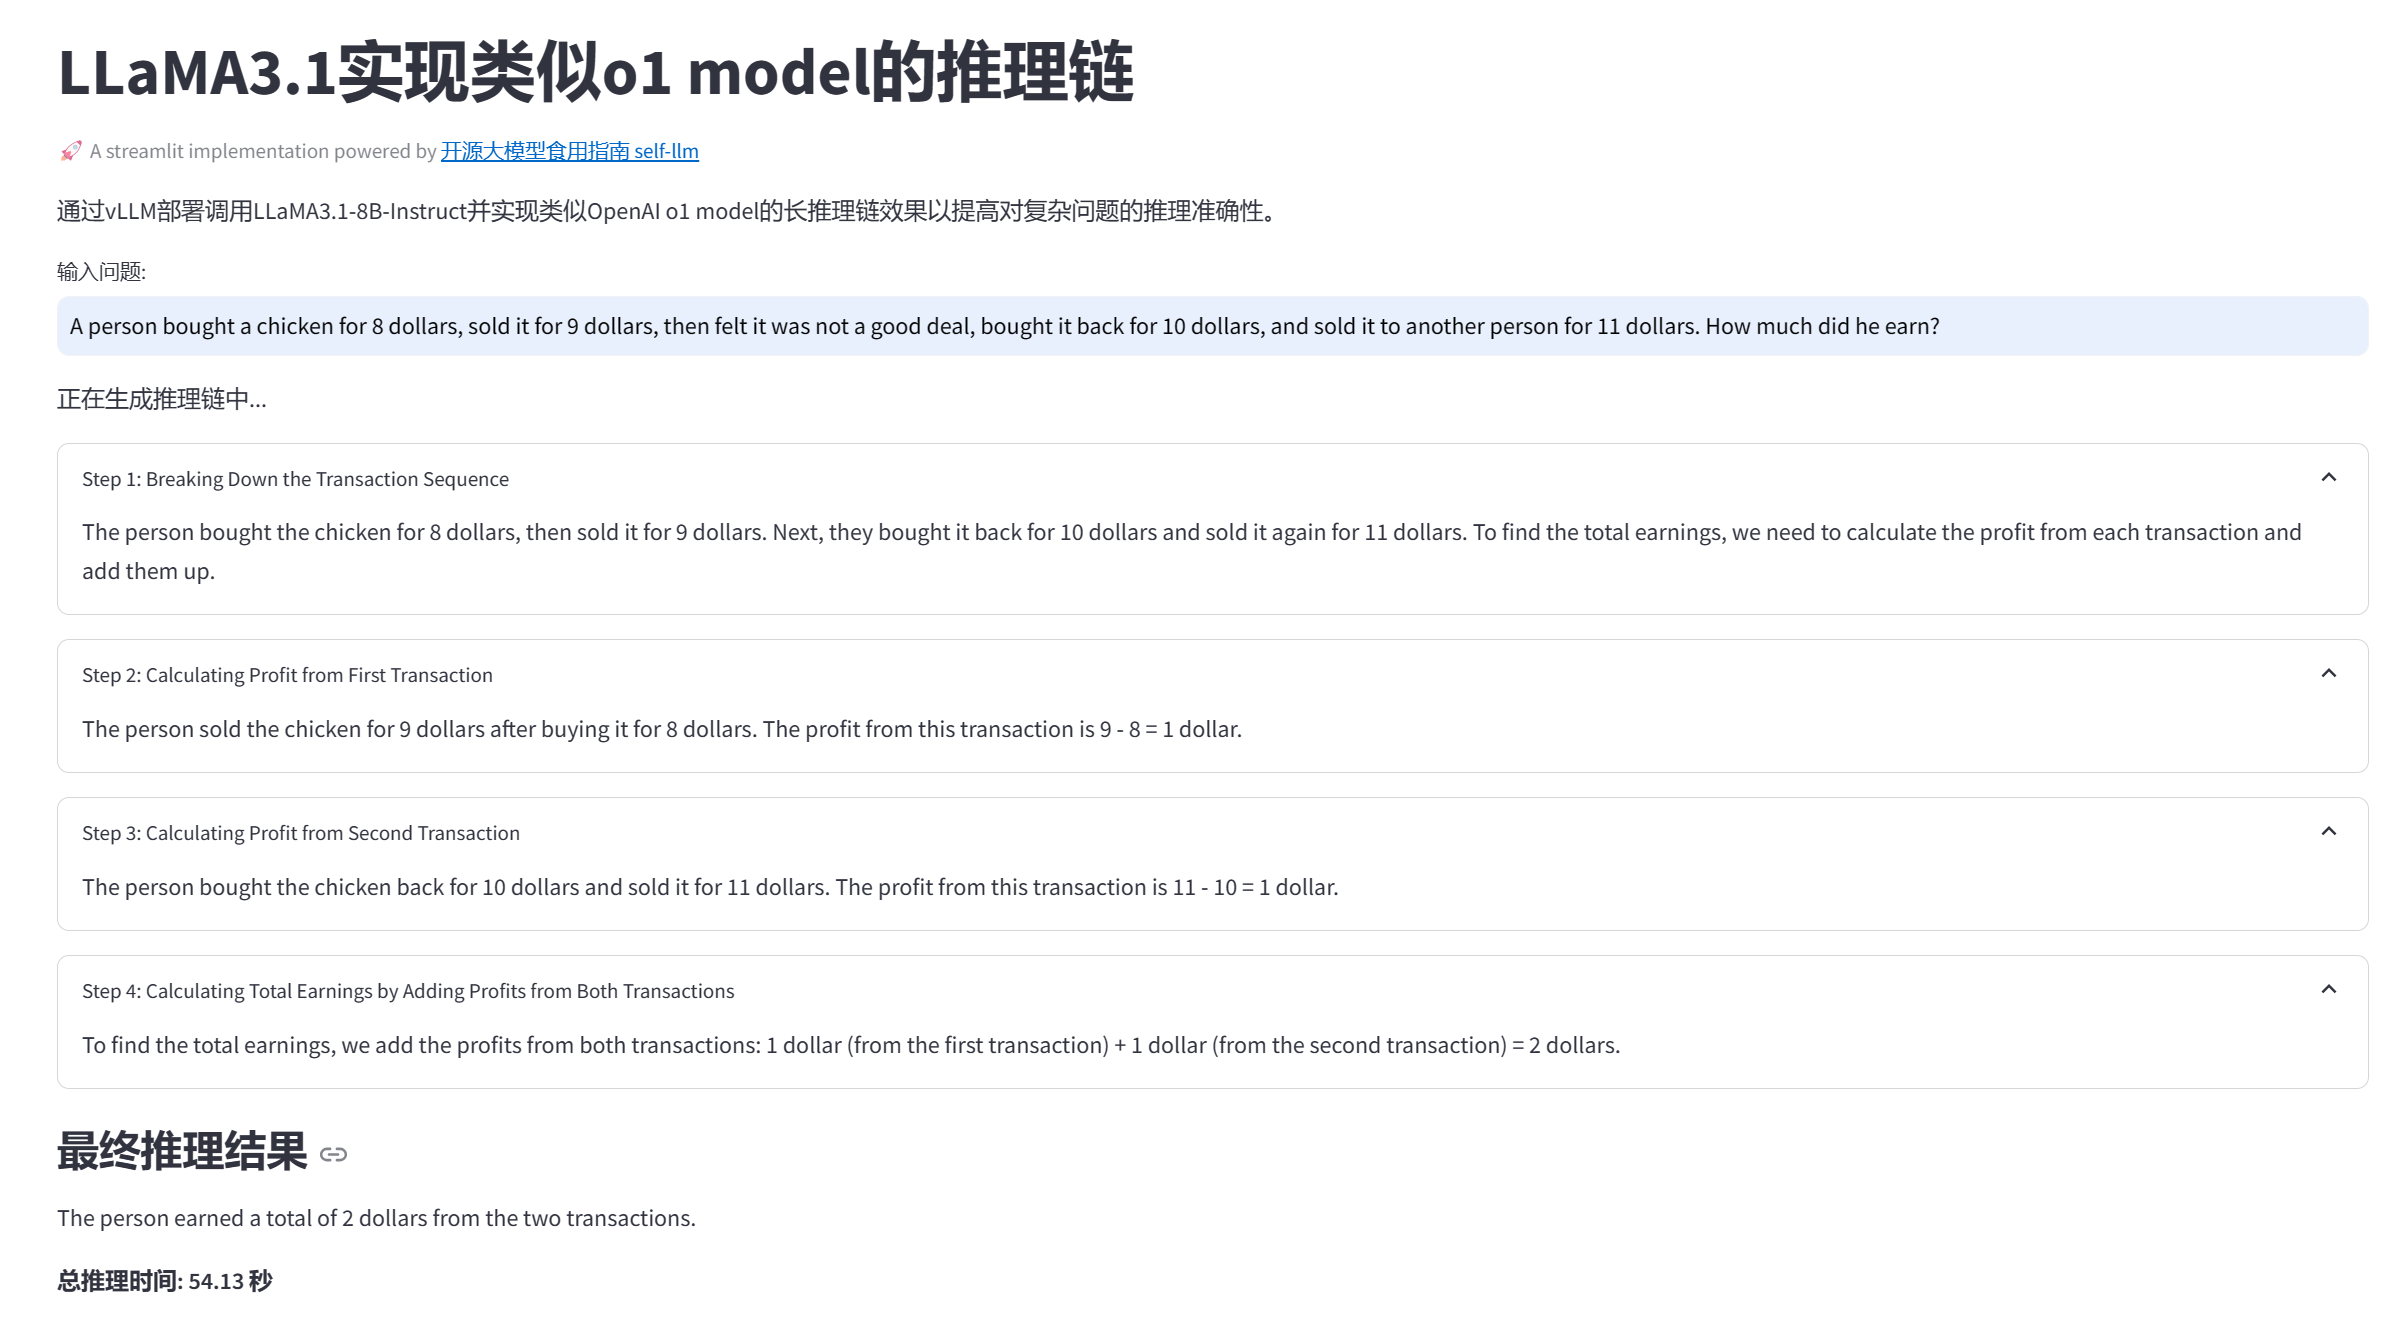 LLaMA3.1实现类似o1 model的推理链
🚀 A streamlit implementation powered by 开源大模型食用指南 self-llm
通过vLLM部署调用LLaMA3.1-8B-Instruct并实现类似OpenAI o1 model的长推理链效果以提高对复杂问题的推理准确性。
输入问题:
A person bought a chicken for 8 dollars, sold it for 9 dollars, then felt it was not a good deal, bought it back for 10 dollars, and sold it to another person for 11 dollars. How much did he earn?
正在生成推理链中...
Step 1: Breaking Down the Transaction Sequence
The person bought the chicken for 8 dollars, then sold it for 9 dollars. Next, they bought it back for 10 dollars and sold it again for 11 dollars. To find the total earnings, we need to calculate the profit from each transaction and
add them up.
Step 2: Calculating Profit from First Transaction
The person sold the chicken for 9 dollars after buying it for 8 dollars. The profit from this transaction is 9 - 8 = 1 dollar.
Step 3: Calculating Profit from Second Transaction
The person bought the chicken back for 10 dollars and sold it for 11 dollars. The profit from this transaction is 11 - 10 = 1 dollar.
Step 4: Calculating Total Earnings by Adding Profits from Both Transactions
To find the total earnings, we add the profits from both transactions: 1 dollar (from the first transaction) + 1 dollar (from the second transaction) = 2 dollars.
最终推理结果
The person earned a total of 2 dollars from the two transactions.
总推理时间: 54.13 秒